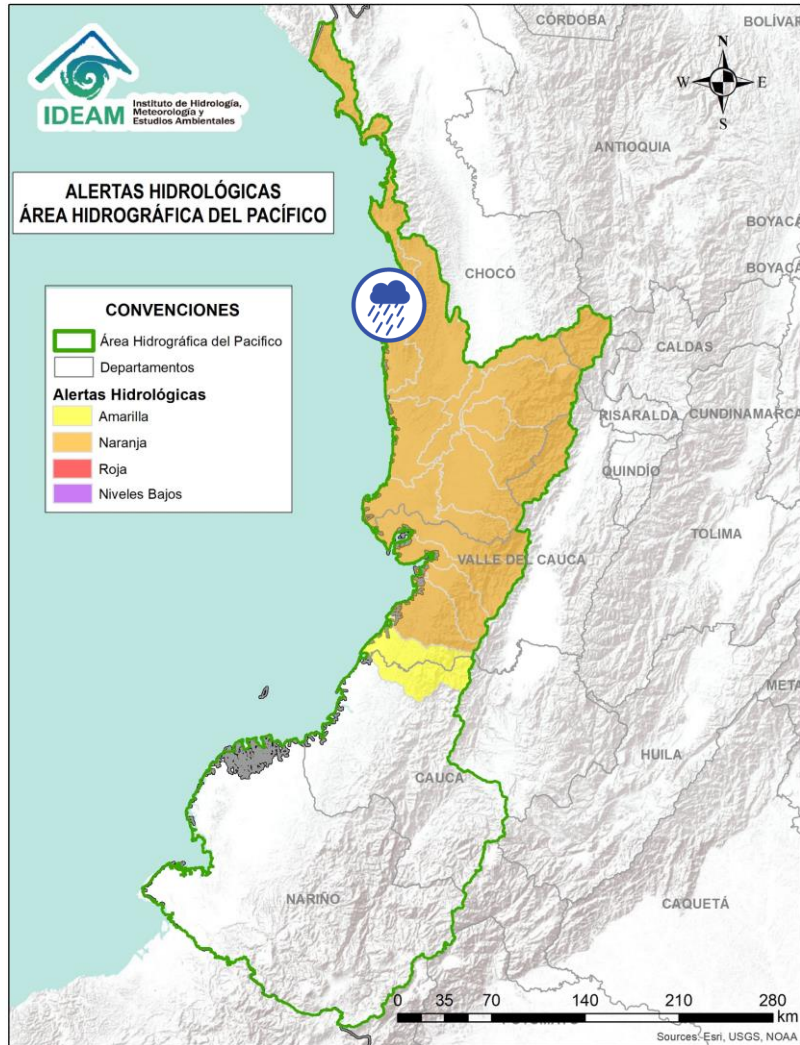 IDEAM
Instituto de Hidrología,
Meteorología y
Estudios Ambientales
ALERTAS HIDROLÓGICAS
ÁREA HIDROGRÁFICA DEL PACÍFICO
CONVENCIONES
Área Hidrográfica del Pacifico
Departamentos
Alertas Hidrológicas
Amarilla
Naranja
Roja
Niveles Bajos
N
W E
S
CÓRDOBA
BOLÍVAR
ANTIOQUIA
BOYACÁ
CHOCÓ
BOYACÁ
CALDAS
RISARALDA
CUNDINAMARCA
QUINDÍO
TOLIMA
VALLE DEL CAUCA
META
HUILA
CAUCA
NARIÑO
CAQUETÁ
0 35 70 140 210 280
km
Sources: Esri, USGS, NOAA